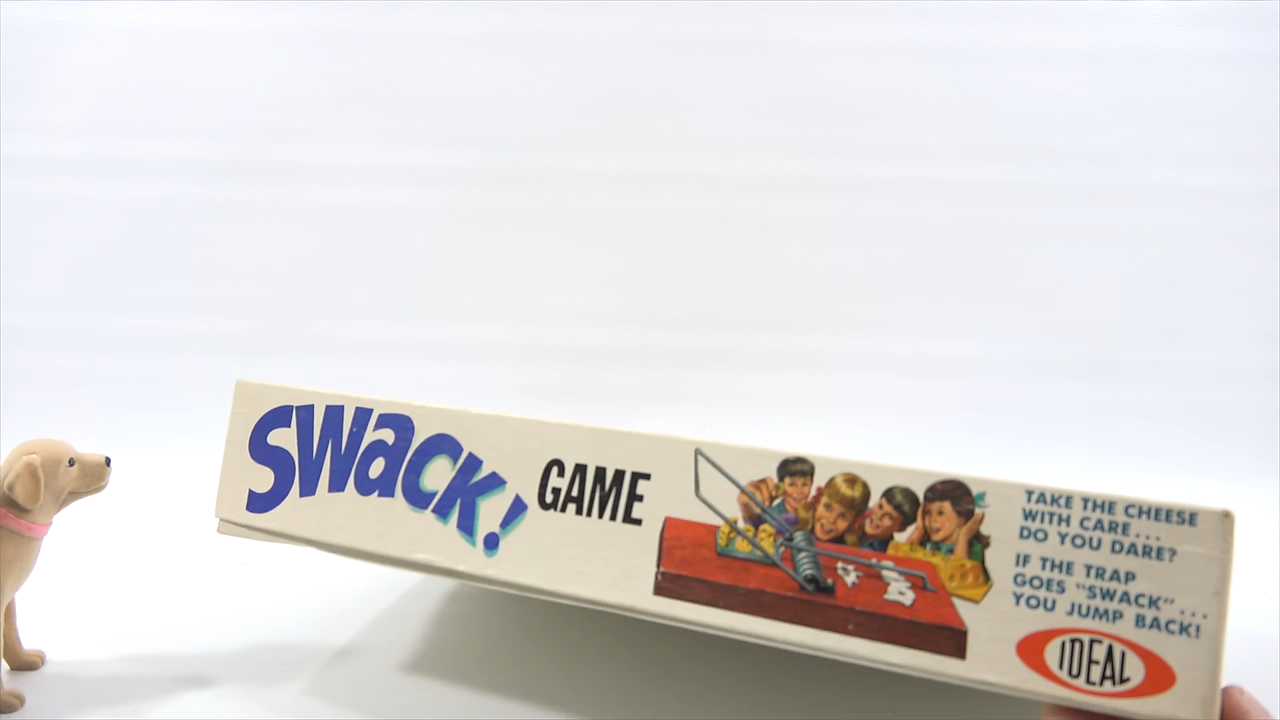 SWACK! GAME
TAKE THE CHEESE
WITH CARE...
DO YOU DARE?
IF THE TRAP
GOES "SWACK"...
YOU JUMP BACK!
IDEAL